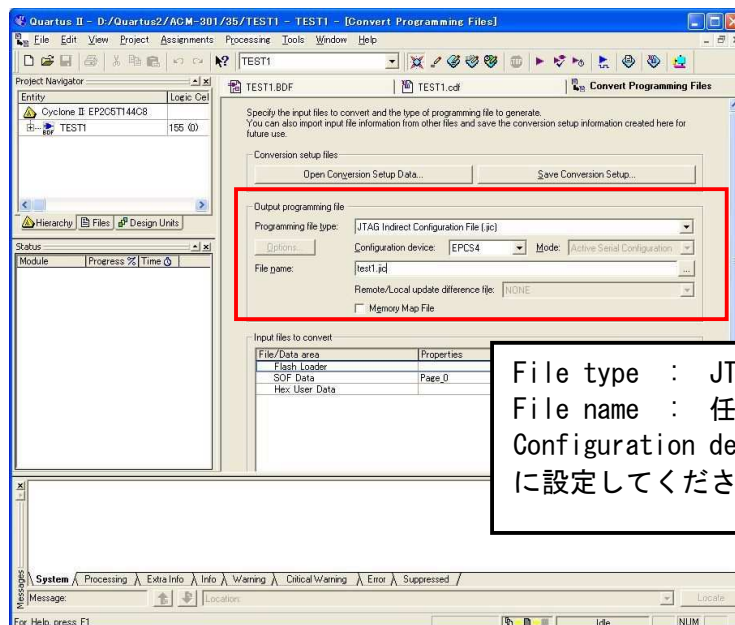 Quartus II - D:/Quartus2/ACM-301/35/TEST1 - TEST1 - [Convert Programming Files]
File Edit View Project Assignments Processing Tools Window Help
TEST1
Project Navigator
Entity Logic Cel
Cyclone II: EP2C5T144C8
TEST1 155 (0)
Hierarchy Files Design Units
Status
Module Progress % Time
TEST1.BDF TEST1.cdf Convert Programming Files
Specify the input files to convert and the type of programming file to generate.
You can also import input file information from other files and save the conversion setup information created here for
future use.
Conversion setup files
Open Conversion Setup Data... Save Conversion Setup...
Output programming file
Programming file type: JTAG Indirect Configuration File (.jic)
Options... Configuration device: EPCS4 Mode: Active Serial Configuration
File name: test1.jic ...
Remote/Local update difference file: NONE
Memory Map File
Input files to convert
File/Data area Properties
Flash Loader
SOF Data Page_0
Hex User Data
File type : JT
File name : 任
Configuration de
に設定してくださ
System Processing Extra Info Info Warning Critical Warning Error Suppressed
Messages
Message: Location: Locate
For Help, press F1 Idle NUM